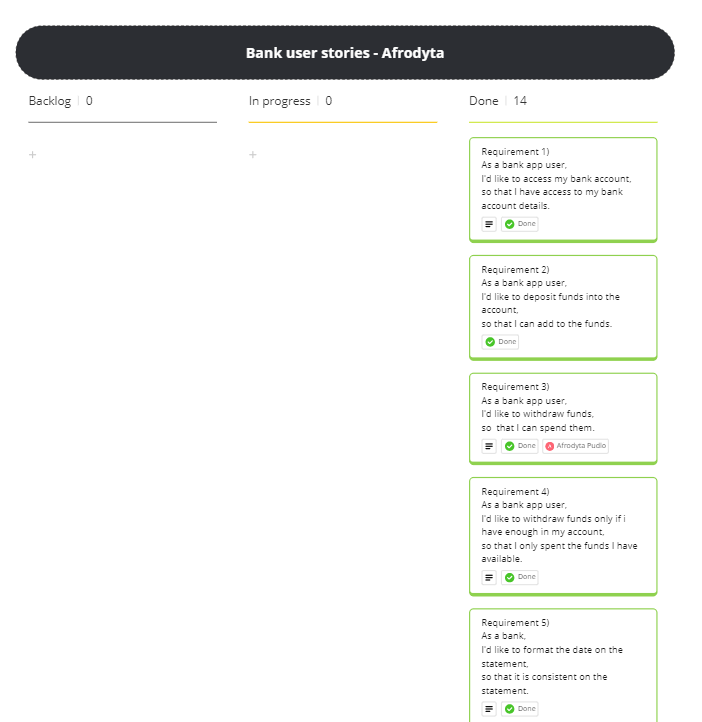 Bank user stories - Afrodyta
Backlog | 0
In progress | 0
Done | 14
+
+
Requirement 1)
As a bank app user,
I'd like to access my bank account,
so that I have access to my bank
account details.
Done
Requirement 2)
As a bank app user,
I'd like to deposit funds into the
account,
so that I can add to the funds.
Done
Requirement 3)
As a bank app user,
I'd like to withdraw funds,
so  that I can spend them.
Done
Afrodyta Pudlo
Requirement 4)
As a bank app user,
I'd like to withdraw funds only if i
have enough in my account,
so that I only spent the funds I have
available.
Done
Requirement 5)
As a bank,
I'd like to format the date on the
statement,
so that it is consistent on the
statement.
Done